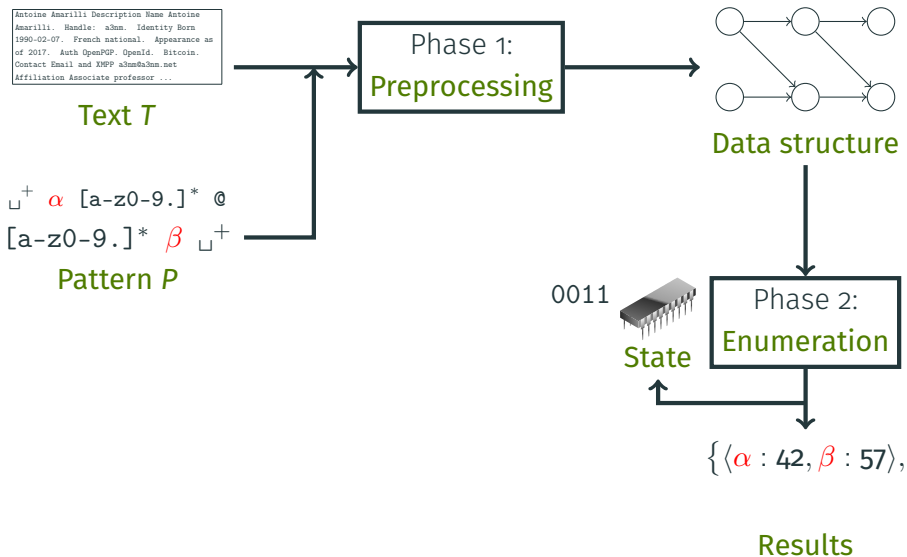 Antoine Amarilli Description Name Antoine
Amarilli. Handle: a3nm. Identity Born
1990-02-07. French national. Appearance as
of 2017. Auth OpenPGP. OpenId. Bitcoin.
Contact Email and XMPP a3nm@a3nm.net
Affiliation Associate professor ...
Text T
␣⁺ α [a-z0-9.]* @
[a-z0-9.]* β ␣⁺
Pattern P
Phase 1:
Preprocessing
Data structure
0011
State
Phase 2:
Enumeration
{⟨α : 42, β : 57⟩,
Results